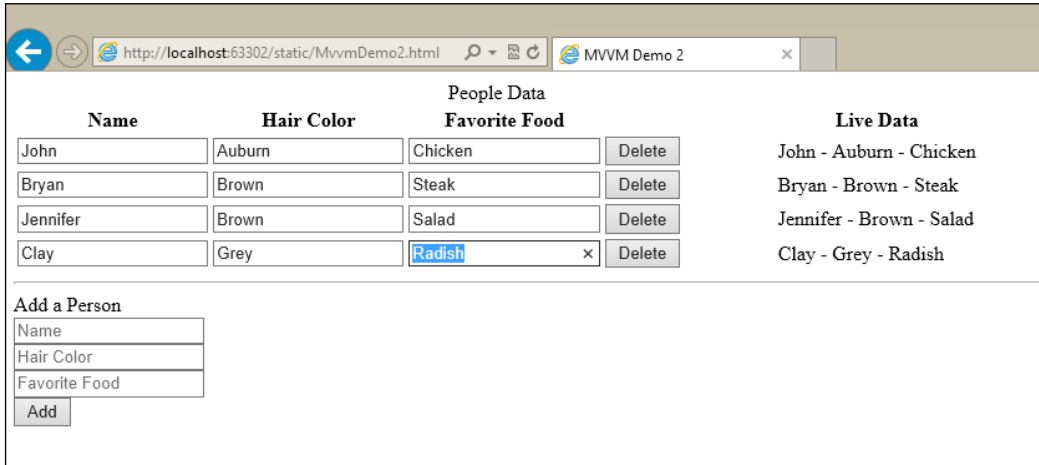 http://localhost:63302/static/MvvmDemo2.html MVVM Demo 2
People Data
Name Hair Color Favorite Food Live Data
John Auburn Chicken Delete John - Auburn - Chicken
Bryan Brown Steak Delete Bryan - Brown - Steak
Jennifer Brown Salad Delete Jennifer - Brown - Salad
Clay Grey Radish Delete Clay - Grey - Radish
Add a Person
Name
Hair Color
Favorite Food
Add